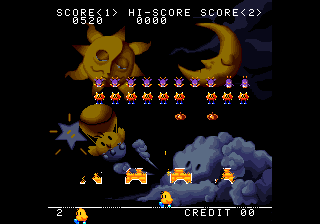 SCORE<1> HI-SCORE SCORE<2>
0520 0000
2 CREDIT 00